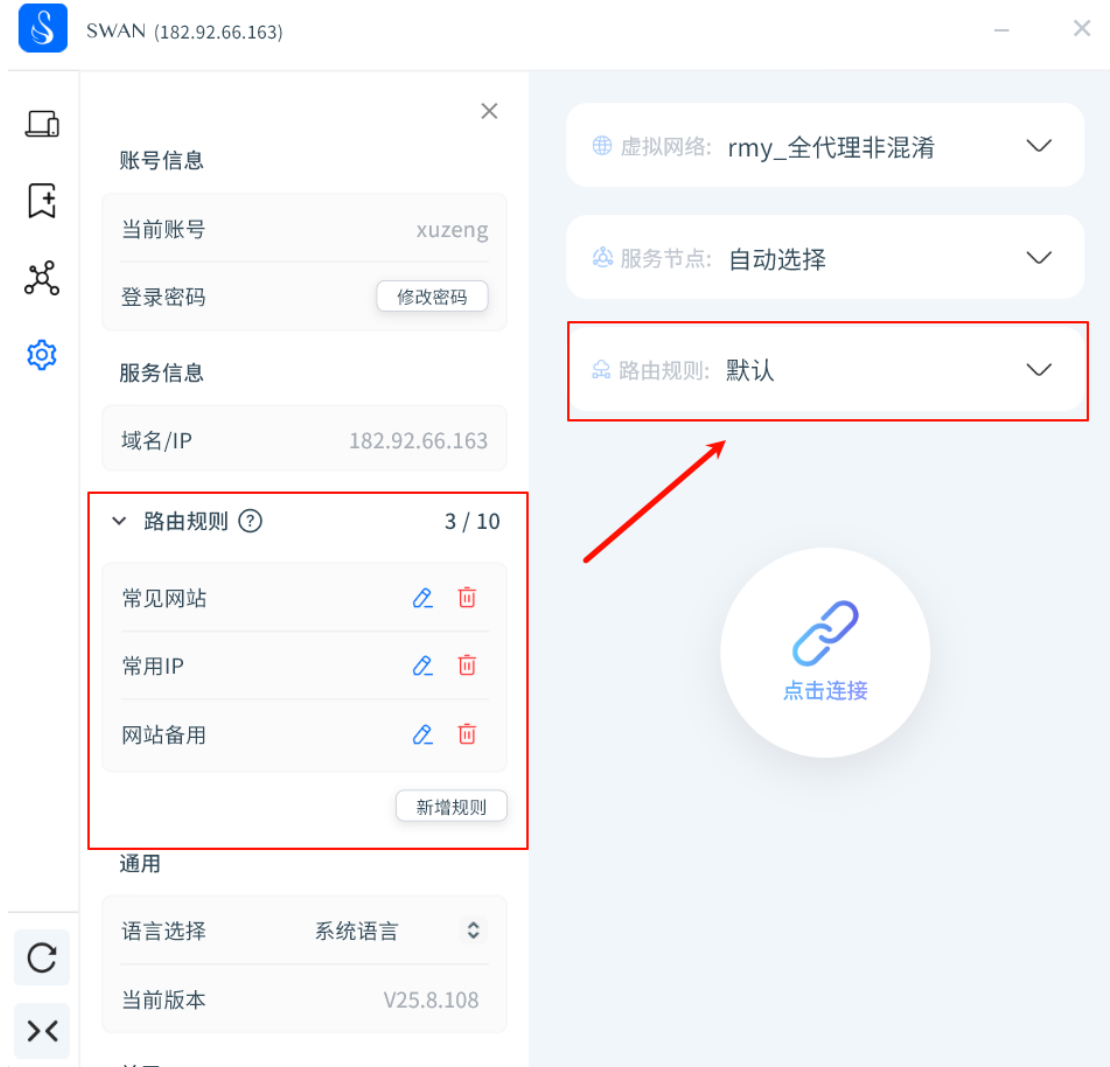 SWAN (182.92.66.163)
账号信息
当前账号 xuzeng
登录密码 修改密码
服务信息
域名/IP 182.92.66.163
路由规则 ? 3 / 10
常见网站
常用IP
网站备用
新增规则
通用
语言选择 系统语言
当前版本 V25.8.108
虚拟网络: rmy_全代理非混淆
服务节点: 自动选择
路由规则: 默认
点击连接